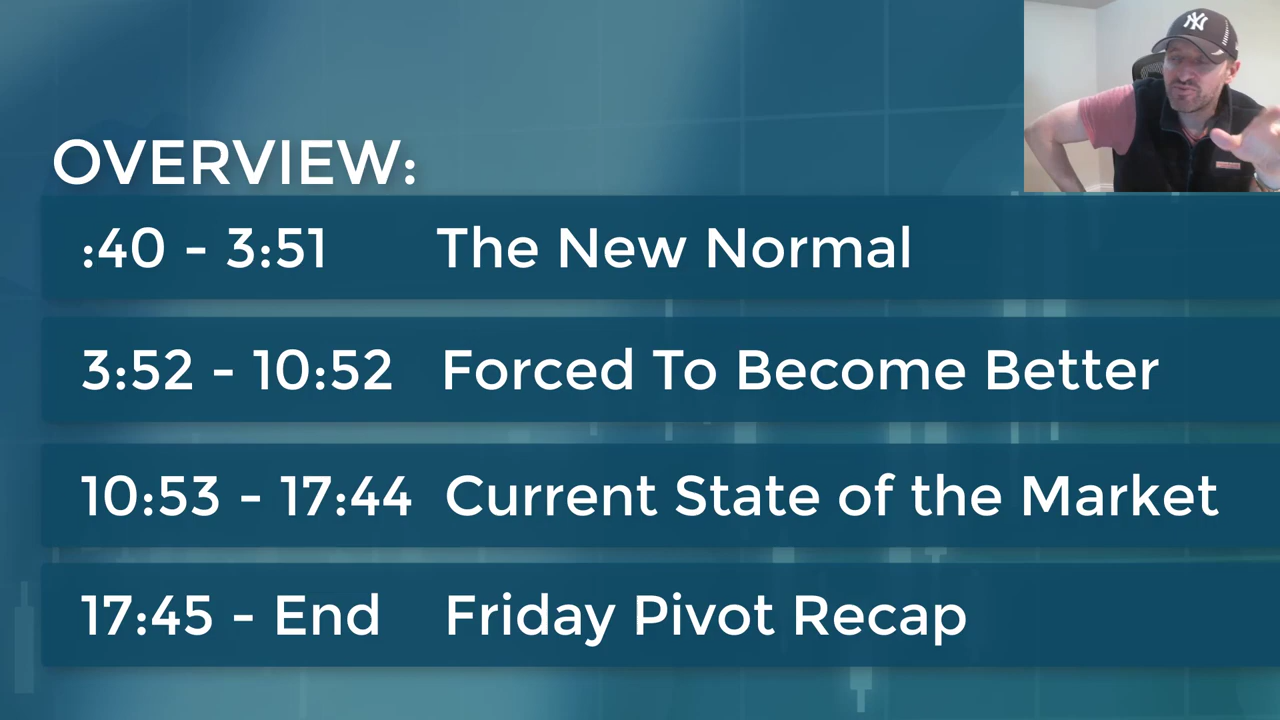 OVERVIEW:
:40 - 3:51 The New Normal
3:52 - 10:52 Forced To Become Better
10:53 - 17:44 Current State of the Market
17:45 - End Friday Pivot Recap
NY